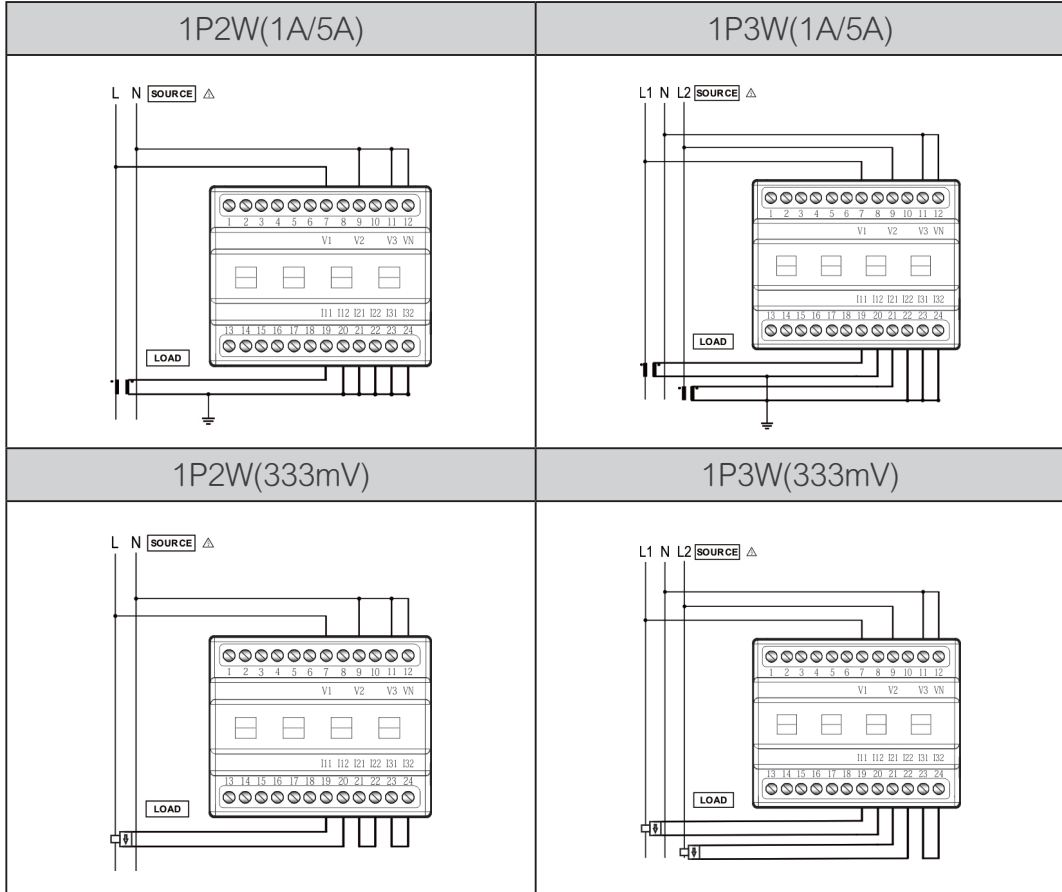 1P2W(1A/5A)
L N SOURCE ⚠
1 2 3 4 5 6 7 8 9 10 11 12
V1 V2 V3 VN
I11 I12 I21 I22 I31 I32
13 14 15 16 17 18 19 20 21 22 23 24
LOAD
1P3W(1A/5A)
L1 N L2 SOURCE ⚠
1 2 3 4 5 6 7 8 9 10 11 12
V1 V2 V3 VN
I11 I12 I21 I22 I31 I32
13 14 15 16 17 18 19 20 21 22 23 24
LOAD
1P2W(333mV)
L N SOURCE ⚠
1 2 3 4 5 6 7 8 9 10 11 12
V1 V2 V3 VN
I11 I12 I21 I22 I31 I32
13 14 15 16 17 18 19 20 21 22 23 24
LOAD
1P3W(333mV)
L1 N L2 SOURCE ⚠
1 2 3 4 5 6 7 8 9 10 11 12
V1 V2 V3 VN
I11 I12 I21 I22 I31 I32
13 14 15 16 17 18 19 20 21 22 23 24
LOAD